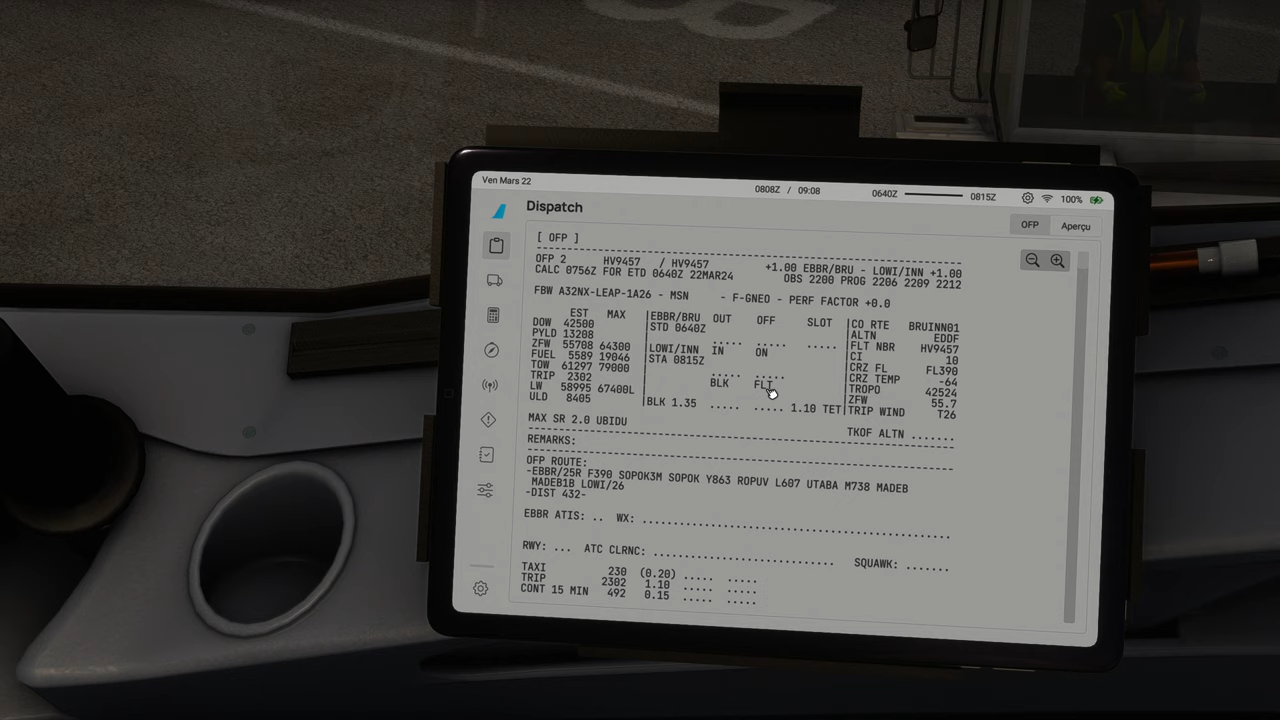 Ven Mars 22
0808Z / 09:08
0640Z 0815Z
100%
Dispatch
OFP Aperçu
[ OFP ]
--------------------------------------------------------------------
OFP 2 HV9457 / HV9457 +1.00 EBBR/BRU - LOWI/INN +1.00
CALC 0756Z FOR ETD 0640Z 22MAR24 OBS 2200 PROG 2206 2209 2212
FBW A32NX-LEAP-1A26 - MSN - F-GNEO - PERF FACTOR +0.0
EST MAX |EBBR/BRU OUT OFF SLOT |CO RTE BRUINN01
DOW 42500 |STD 0640Z |ALTN EDDF
PYLD 13208 | ..... ..... ..... |FLT NBR HV9457
ZFW 55708 64300 |LOWI/INN IN ON |CI 10
FUEL 5589 19046 |STA 0815Z |CRZ FL FL390
TOW 61297 79000 | ..... ..... |CRZ TEMP -64
TRIP 2302 | BLK FLT |TROPO 42524
LW 58995 67400L | |ZFW 55.7
ULD 8405 |BLK 1.35 ..... ..... 1.10 TET|TRIP WIND T26
MAX SR 2.0 UBIDU TKOF ALTN .......
--------------------------------------------------------------------
REMARKS:
--------------------------------------------------------------------
OFP ROUTE:
-EBBR/25R F390 SOPOK3M SOPOK Y863 ROPUV L607 UTABA M738 MADEB
MADEB1B LOWI/26
-DIST 432-
EBBR ATIS: .. WX: ..................................................
RWY: ... ATC CLRNC: ............................. SQUAWK: .......
TAXI 230 (0.20) ..... .....
TRIP 2302 1.10 ..... .....
CONT 15 MIN 492 0.15 ..... .....